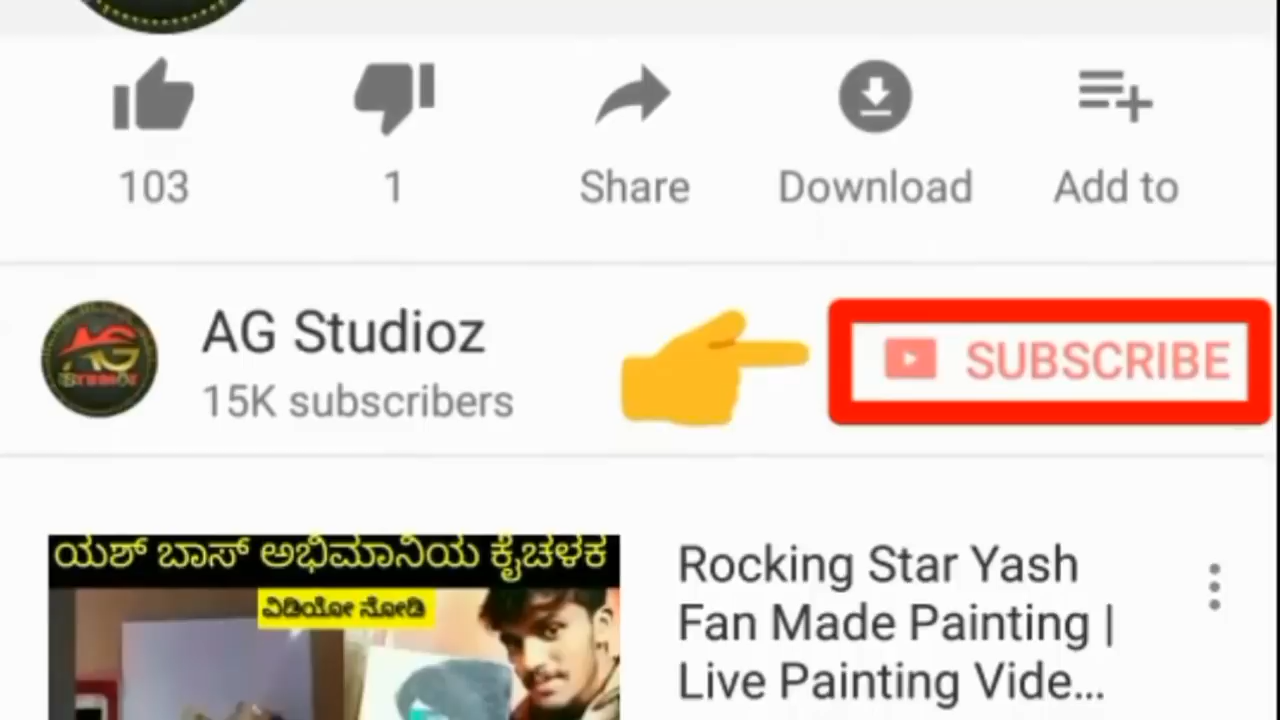 103
1
Share
Download
Add to
AG Studioz
15K subscribers
SUBSCRIBE
AG
ಯಶ್ ಬಾಸ್ ಅಭಿಮಾನಿಯ ಕೈಚಳಕ
ವಿಡಿಯೋ ನೋಡಿ
Rocking Star Yash
Fan Made Painting |
Live Painting Vide...